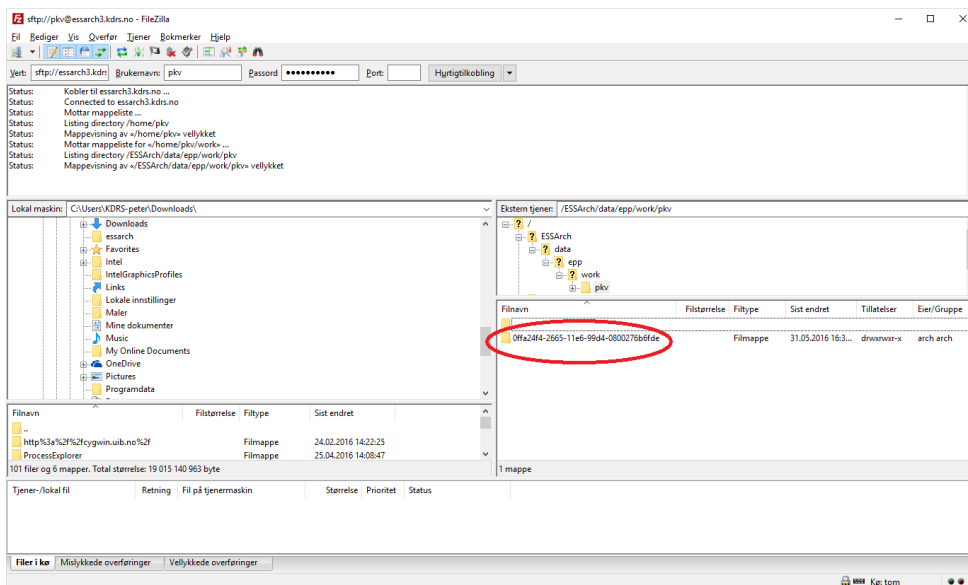 sftp://pkv@essarch3.kdrs.no - FileZilla
Fil Rediger Vis Overfør Tjener Bokmerker Hjelp
Vert: sftp://essarch3.kdrs Brukernavn: pkv Passord •••••••••• Port: Hurtigtilkobling
Status: Kobler til essarch3.kdrs.no ...
Status: Connected to essarch3.kdrs.no
Status: Mottar mappeliste ...
Status: Listing directory /home/pkv
Status: Mappevisning av «/home/pkv» vellykket
Status: Mottar mappeliste for «/home/pkv/work» ...
Status: Listing directory /ESSArch/data/epp/work/pkv
Status: Mappevisning av «/ESSArch/data/epp/work/pkv» vellykket
Lokal maskin: C:\Users\KDRS-peter\Downloads\
Downloads
essarch
Favorites
Intel
IntelGraphicsProfiles
Links
Lokale innstillinger
Maler
Mine dokumenter
Music
My Online Documents
OneDrive
Pictures
Programdata
Filnavn Filstørrelse Filtype Sist endret
..
http%3a%2f%2fcygwin.uib.no%2f Filmappe 24.02.2016 14:22:25
ProcessExplorer Filmappe 25.04.2016 14:08:47
101 filer og 6 mapper. Total størrelse: 19 015 140 963 byte
Ekstern tjener: /ESSArch/data/epp/work/pkv
/
ESSArch
data
epp
work
pkv
Filnavn Filstørrelse Filtype Sist endret Tillatelser Eier/Gruppe
0ffa24f4-2665-11e6-99d4-0800276b6fde Filmappe 31.05.2016 16:3... drwxrwxr-x arch arch
1 mappe
Tjener-/lokal fil Retning Fil på tjenermaskin Størrelse Prioritet Status
Filer i kø Mislykkede overføringer Vellykkede overføringer
Kø: tom